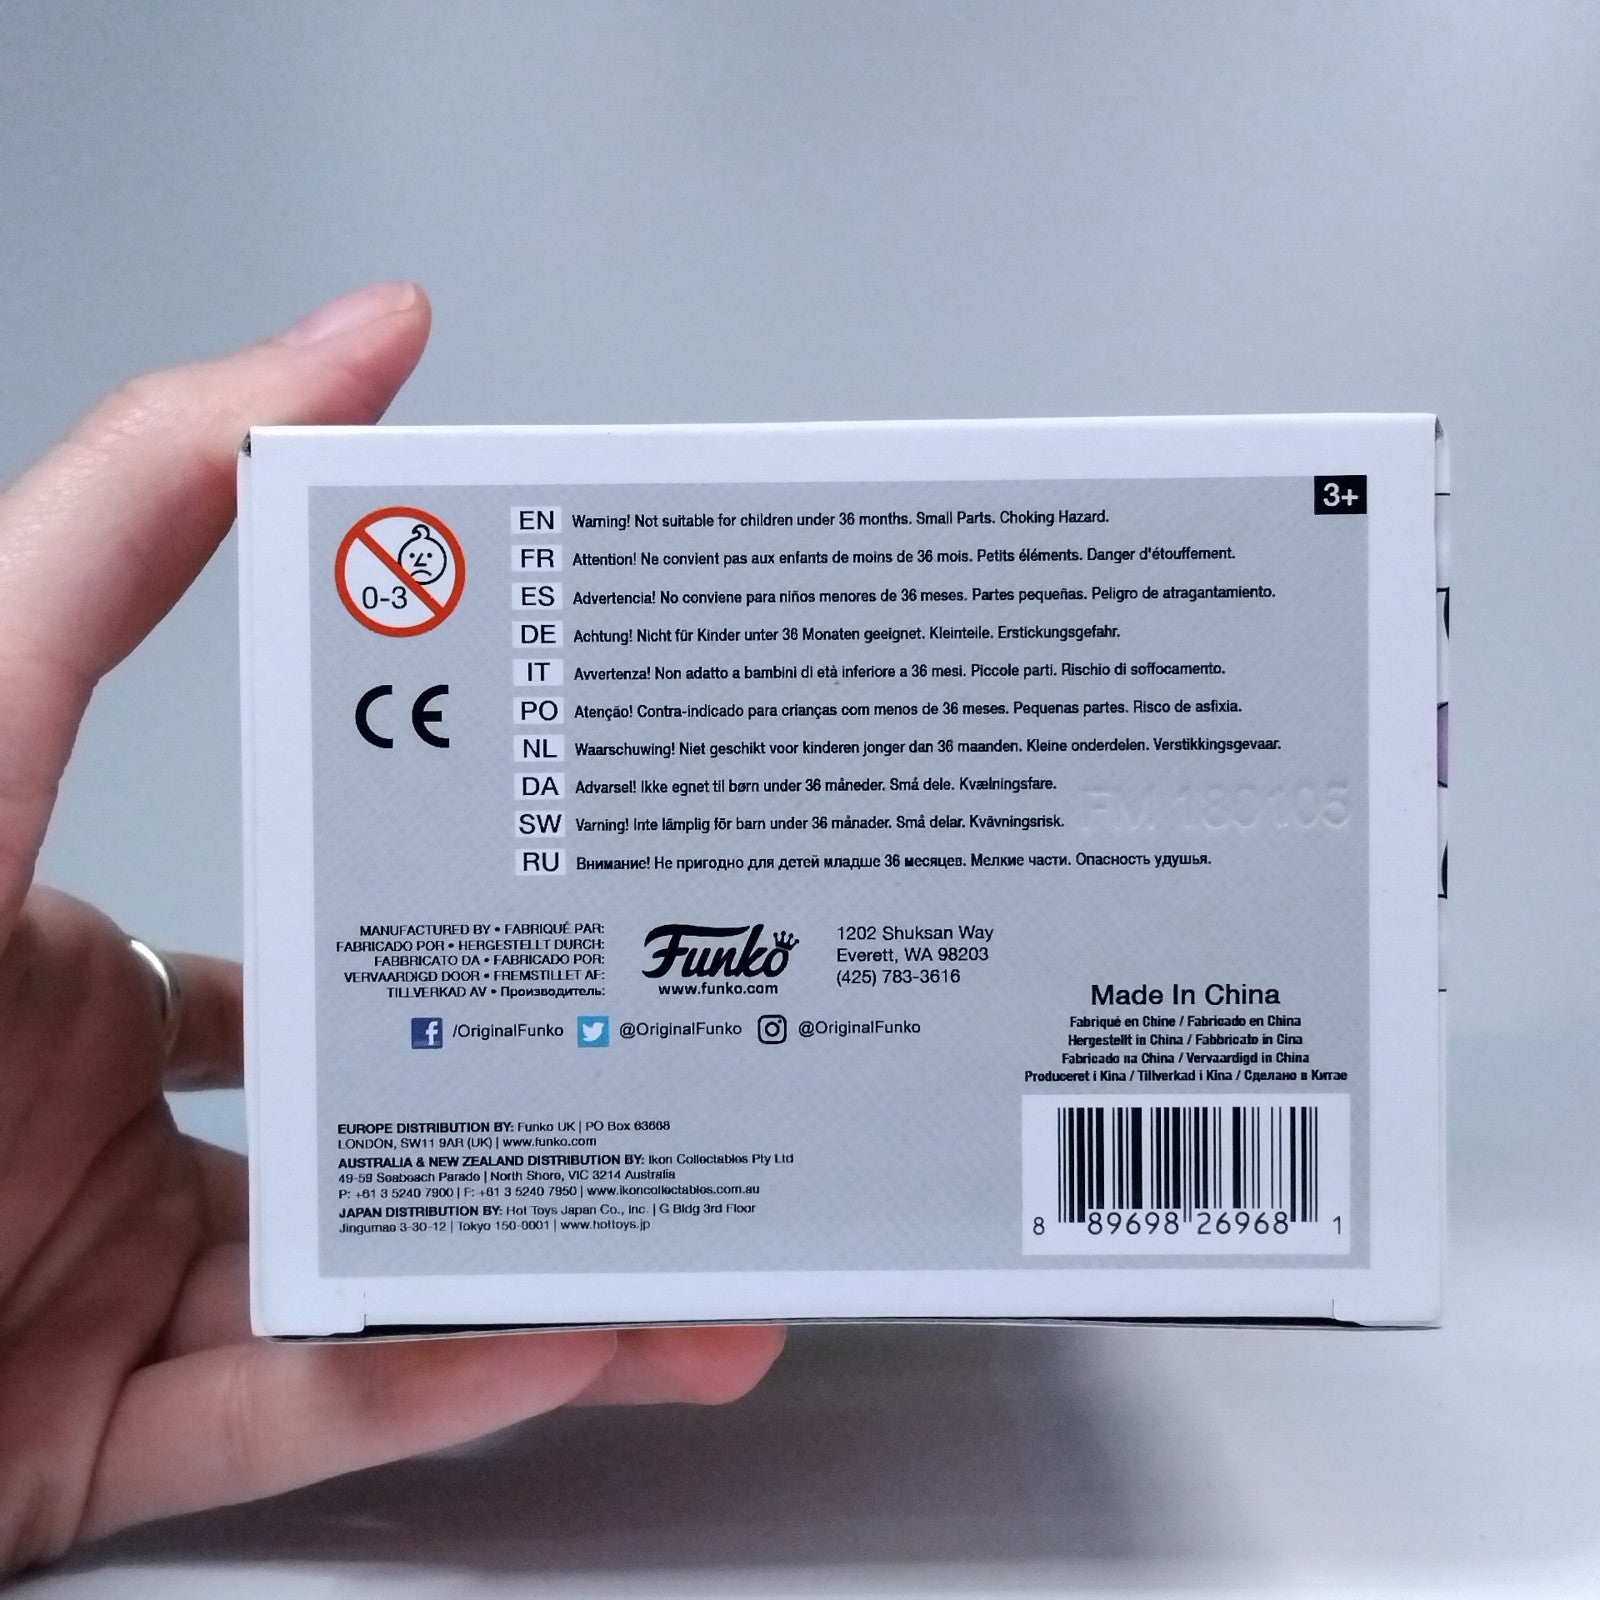 3+
0-3
CE
EN Warning! Not suitable for children under 36 months. Small Parts. Choking Hazard.
FR Attention! Ne convient pas aux enfants de moins de 36 mois. Petits éléments. Danger d'étouffement.
ES Advertencia! No conviene para niños menores de 36 meses. Partes pequeñas. Peligro de atragantamiento.
DE Achtung! Nicht für Kinder unter 36 Monaten geeignet. Kleinteile. Erstickungsgefahr.
IT Avvertenza! Non adatto a bambini di età inferiore a 36 mesi. Piccole parti. Rischio di soffocamento.
PO Atenção! Contra-indicado para crianças com menos de 36 meses. Pequenas partes. Risco de asfixia.
NL Waarschuwing! Niet geschikt voor kinderen jonger dan 36 maanden. Kleine onderdelen. Verstikkingsgevaar.
DA Advarsel! Ikke egnet til børn under 36 måneder. Små dele. Kvælningsfare.
SW Varning! Inte lämplig för barn under 36 månader. Små delar. Kvävningsrisk.
RU Внимание! Не пригодно для детей младше 36 месяцев. Мелкие части. Опасность удушья.
FM 180105
MANUFACTURED BY • FABRIQUÉ PAR:
FABRICADO POR • HERGESTELLT DURCH:
FABBRICATO DA • FABRICADO POR:
VERVAARDIGD DOOR • FREMSTILLET AF:
TILLVERKAD AV • Производитель:
Funko
www.funko.com
1202 Shuksan Way
Everett, WA 98203
(425) 783-3616
f /OriginalFunko @OriginalFunko @OriginalFunko
Made In China
Fabriqué en Chine / Fabricado en China
Hergestellt in China / Fabbricato in Cina
Fabricado na China / Vervaardigd in China
Produceret i Kina / Tillverkad i Kina / Сделано в Китае
EUROPE DISTRIBUTION BY: Funko UK | PO Box 63668
LONDON, SW11 9AR (UK) | www.funko.com
AUSTRALIA & NEW ZEALAND DISTRIBUTION BY: Ikon Collectables Pty Ltd
49-59 Seabeach Parade | North Shore, VIC 3214 Australia
P: +61 3 5240 7900 | F: +61 3 5240 7950 | www.ikoncollectables.com.au
JAPAN DISTRIBUTION BY: Hot Toys Japan Co., Inc. | G Bldg 3rd Floor
Jingumae 3-30-12 | Tokyo 150-0001 | www.hottoys.jp
8 89698 26968 1